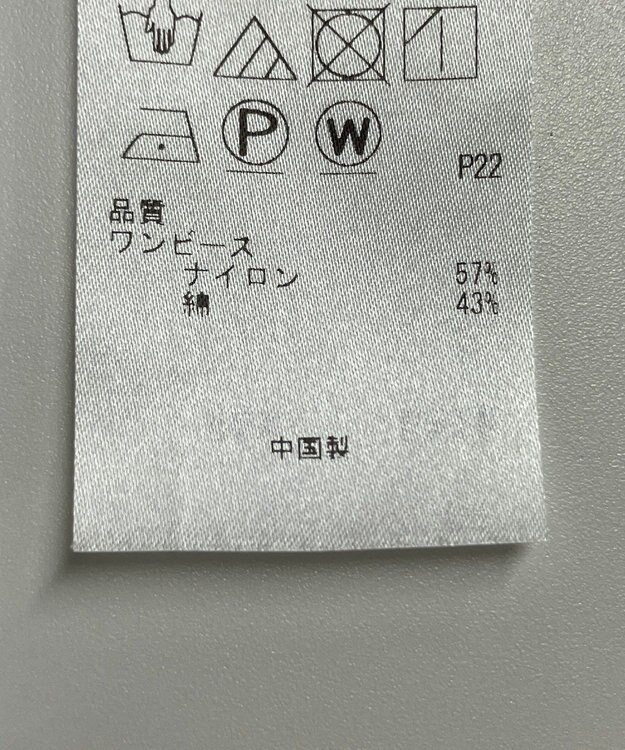 P W
P22
品質
ワンピース
ナイロン 57%
綿 43%
中国製